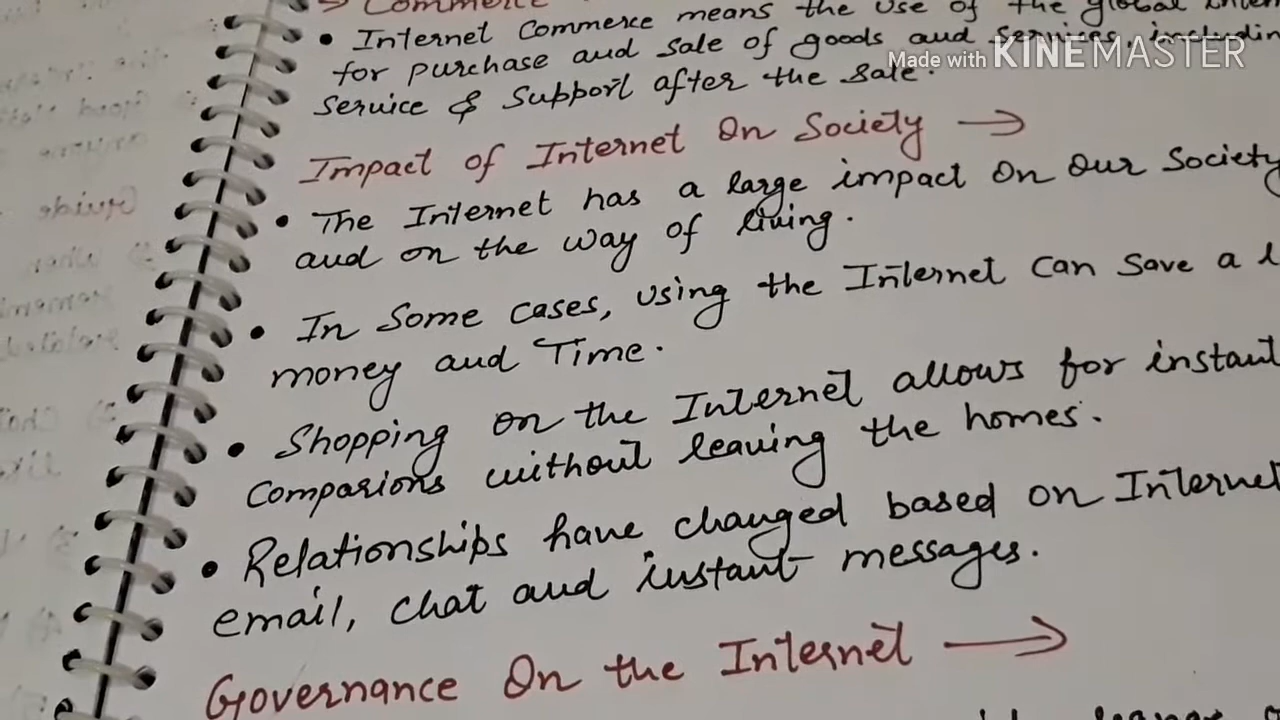 → Commerce
• Internet Commerce means the use of the global
for purchase and sale of goods and services, including
Service & Support after the sale.
Made with KINEMASTER
Impact of Internet On Society →
• The Internet has a large impact on our Society
and on the way of living.
• In Some cases, using the Internet can save a
money and Time.
• Shopping on the Internet allows for instant
Comparions without leaving the homes.
• Relationships have changed based on Internet
email, chat and instant messages.
Governance On the Internet →